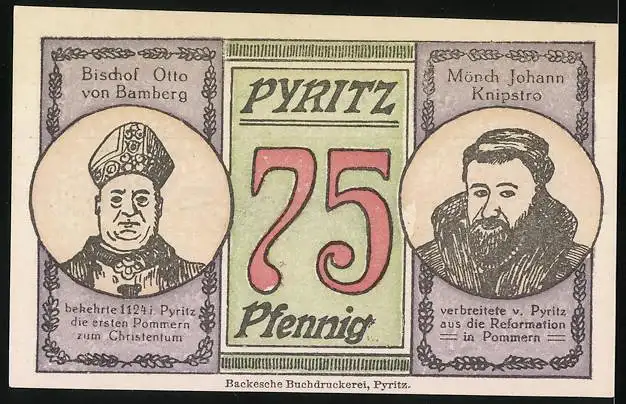 Bischof Otto
von Bamberg
bekehrte 1124 i. Pyritz
die ersten Pommern
zum Christentum
PYRITZ
75
Pfennig
Mönch Johann
Knipstro
verbreitete v. Pyritz
aus die Reformation
in Pommern
Backesche Buchdruckerei, Pyritz.